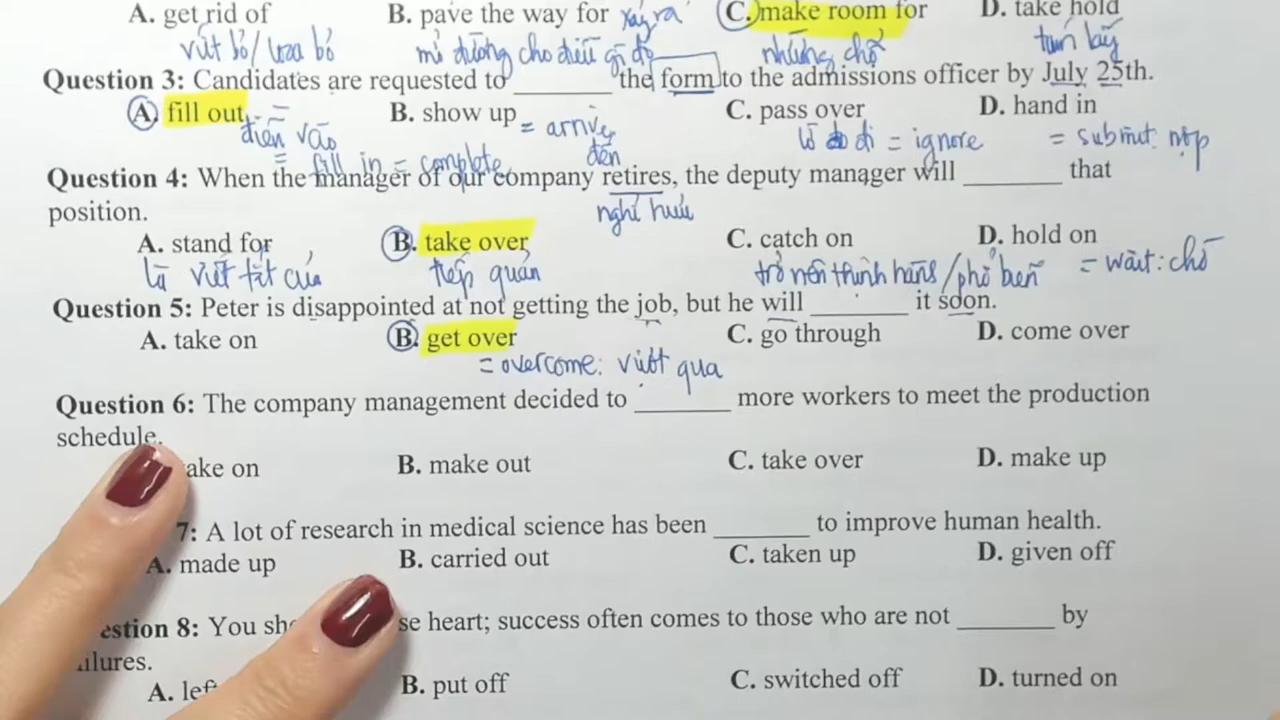 A. get rid of B. pave the way for xảy ra C. make room for D. take hold
vứt bỏ/ loại bỏ mở đường cho điều gì đó những chỗ
Question 3: Candidates are requested to ________ the form to the admissions officer by July 25th.
A. fill out B. show up C. pass over D. hand in
điền vào = arrive, bỏ đi = ignore = submit nộp
= fill in = complete đến
Question 4: When the manager of our company retires, the deputy manager will ________ that
position. nghỉ hưu
A. stand for B. take over C. catch on D. hold on
là viết tắt của tiếp quản trở nên thịnh hành/phổ biến = wait: chờ
Question 5: Peter is disappointed at not getting the job, but he will ________ it soon.
A. take on B. get over C. go through D. come over
= overcome: vượt qua
Question 6: The company management decided to ________ more workers to meet the production
schedule.
ake on B. make out C. take over D. make up
7: A lot of research in medical science has been ________ to improve human health.
A. made up B. carried out C. taken up D. given off
estion 8: You sh se heart; success often comes to those who are not ________ by
ilures.
A. lef B. put off C. switched off D. turned on